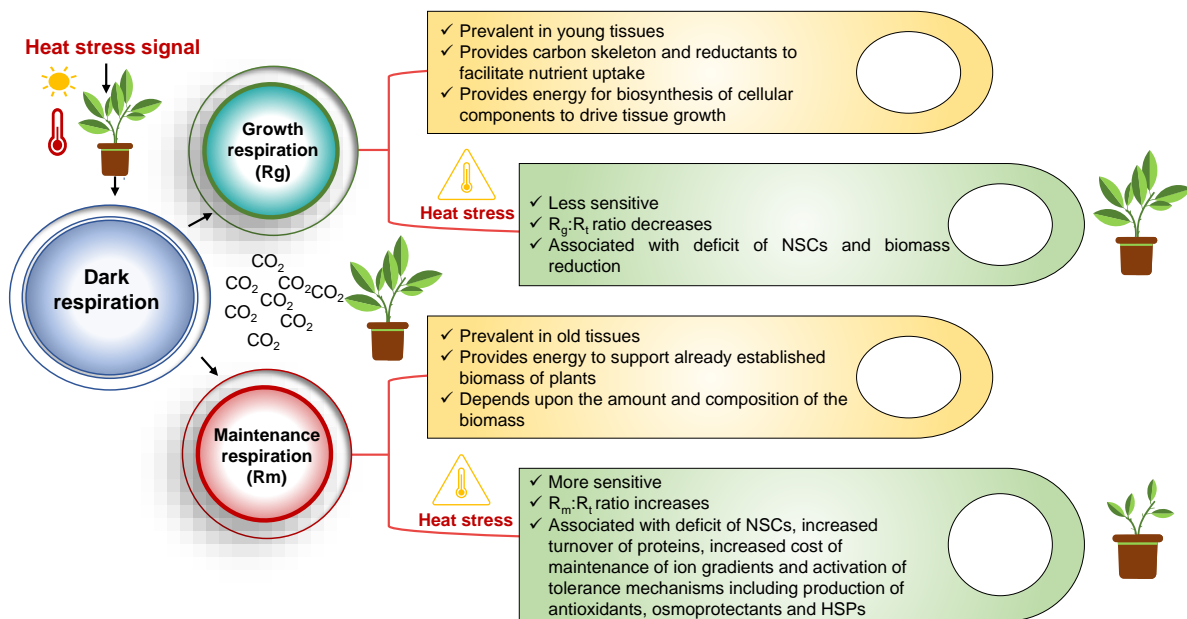 Heat stress signal
Growth
respiration
(Rg)
✓ Prevalent in young tissues
✓ Provides carbon skeleton and reductants to
facilitate nutrient uptake
✓ Provides energy for biosynthesis of cellular
components to drive tissue growth
Heat stress
✓ Less sensitive
✓ Rg:Rt ratio decreases
✓ Associated with deficit of NSCs and biomass
reduction
Dark
respiration
CO2
CO2 CO2 CO2
CO2
CO2 CO2
CO2
Maintenance
respiration
(Rm)
✓ Prevalent in old tissues
✓ Provides energy to support already established
biomass of plants
✓ Depends upon the amount and composition of the
biomass
Heat stress
✓ More sensitive
✓ Rm:Rt ratio increases
✓ Associated with deficit of NSCs, increased
turnover of proteins, increased cost of
maintenance of ion gradients and activation of
tolerance mechanisms including production of
antioxidants, osmoprotectants and HSPs